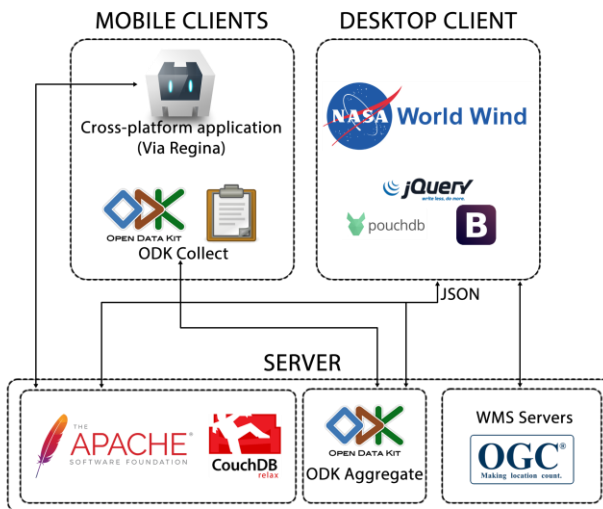 MOBILE CLIENTS
DESKTOP CLIENT
Cross-platform application
(Via Regina)
OPEN DATA KIT
ODK Collect
NASA World Wind
jQuery
write less, do more.
pouchdb
B
JSON
SERVER
THE
APACHE®
SOFTWARE FOUNDATION
CouchDB
relax
OPEN DATA KIT
ODK Aggregate
WMS Servers
OGC®
Making location count.